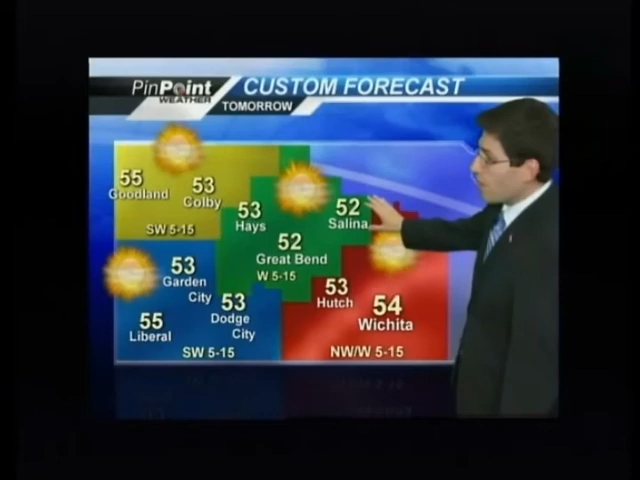 PinPoint
WEATHER
CUSTOM FORECAST
TOMORROW
55
Goodland
53
Colby
SW 5-15
53
Hays
52
Salina
52
Great Bend
W 5-15
53
Garden
City
53
Dodge
City
55
Liberal
SW 5-15
53
Hutch
54
Wichita
NW/W 5-15